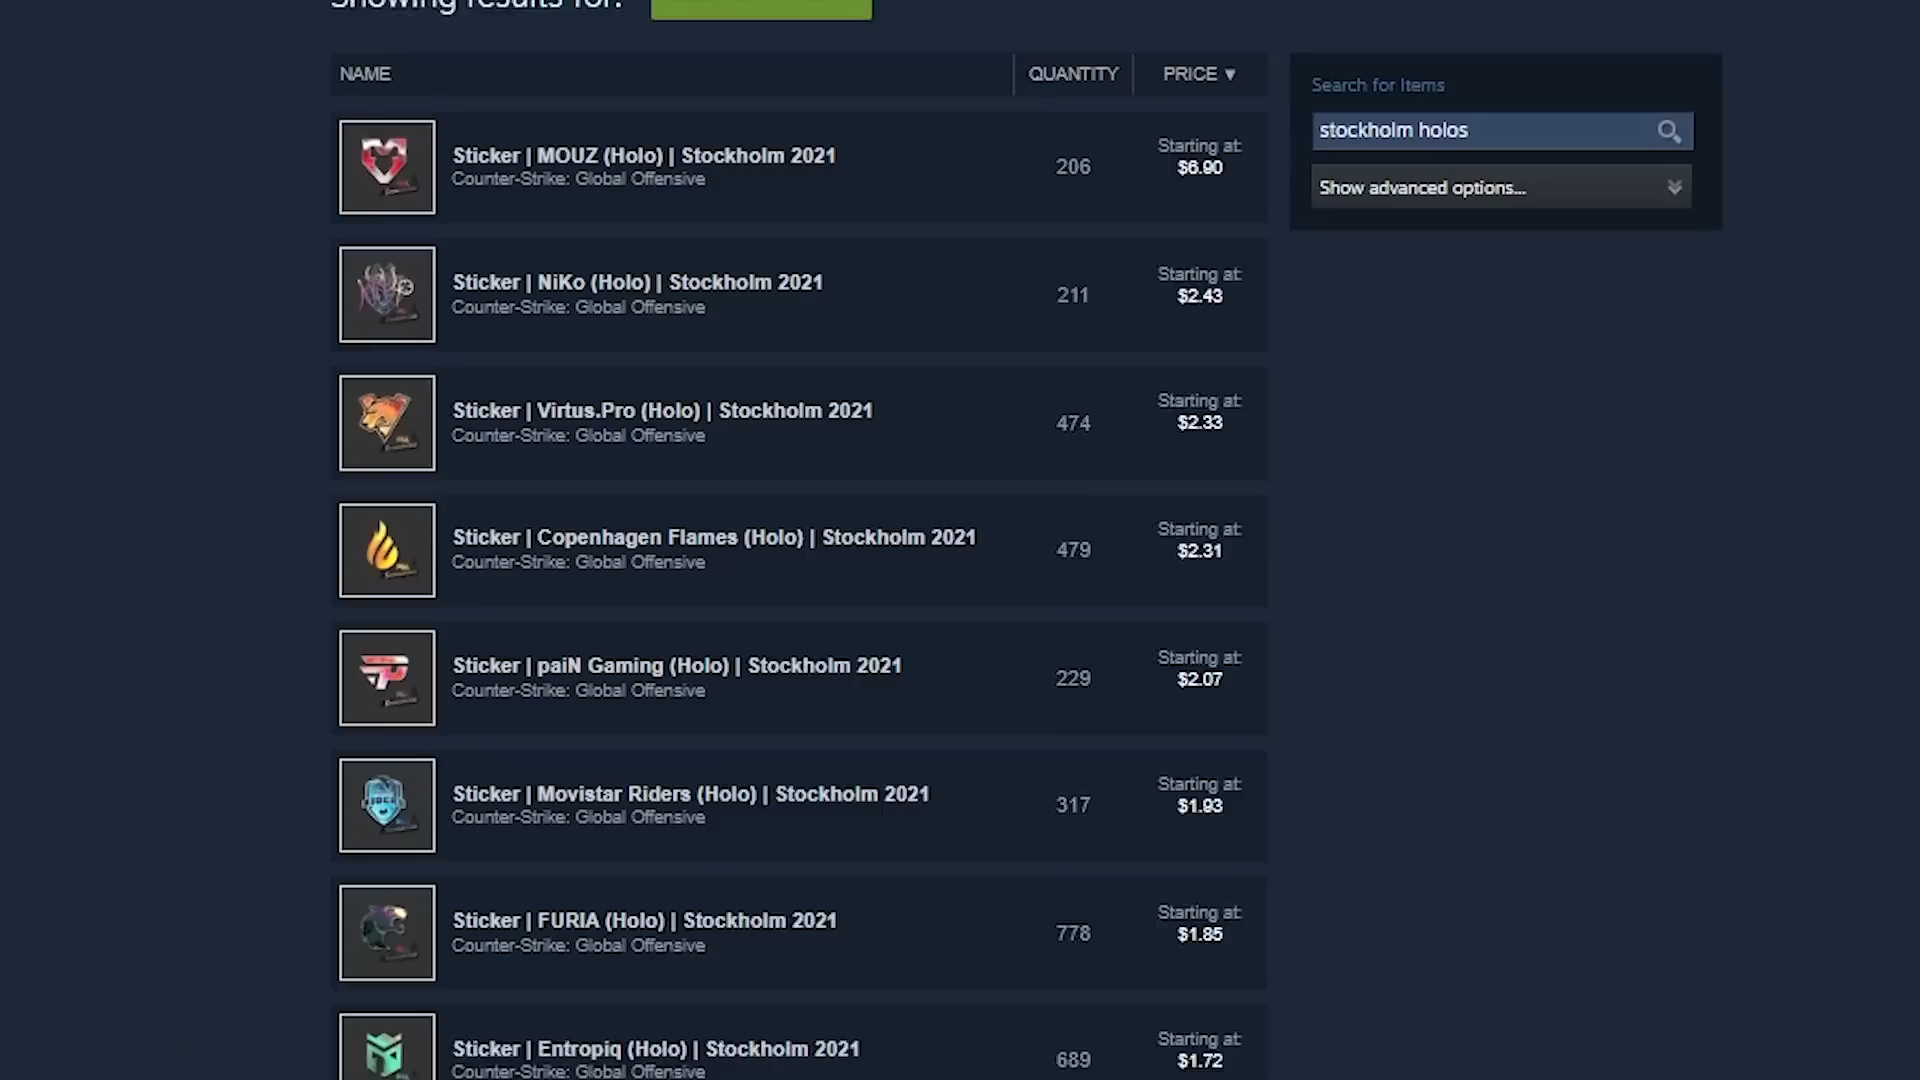 Showing results for:
NAME QUANTITY PRICE ▼
Search for Items
stockholm holos
Show advanced options...
Sticker | MOUZ (Holo) | Stockholm 2021
Counter-Strike: Global Offensive
206
Starting at:
$6.90
Sticker | NiKo (Holo) | Stockholm 2021
Counter-Strike: Global Offensive
211
Starting at:
$2.43
Sticker | Virtus.Pro (Holo) | Stockholm 2021
Counter-Strike: Global Offensive
474
Starting at:
$2.33
Sticker | Copenhagen Flames (Holo) | Stockholm 2021
Counter-Strike: Global Offensive
479
Starting at:
$2.31
Sticker | paiN Gaming (Holo) | Stockholm 2021
Counter-Strike: Global Offensive
229
Starting at:
$2.07
Sticker | Movistar Riders (Holo) | Stockholm 2021
Counter-Strike: Global Offensive
317
Starting at:
$1.93
Sticker | FURIA (Holo) | Stockholm 2021
Counter-Strike: Global Offensive
778
Starting at:
$1.85
Sticker | Entropiq (Holo) | Stockholm 2021
Counter-Strike: Global Offensive
689
Starting at:
$1.72